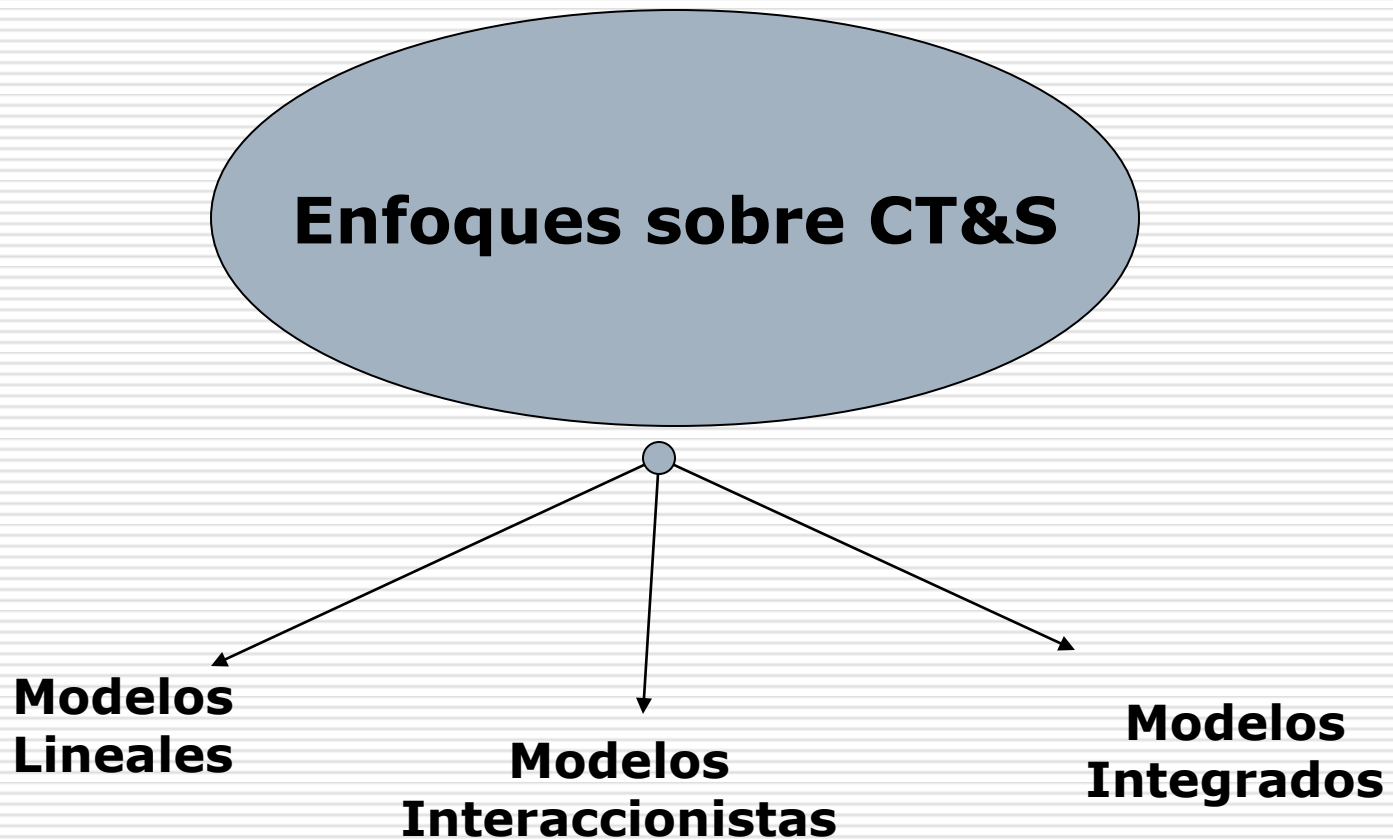 Enfoques sobre CT&S
Modelos
Lineales
Modelos
Interaccionistas
Modelos
Integrados